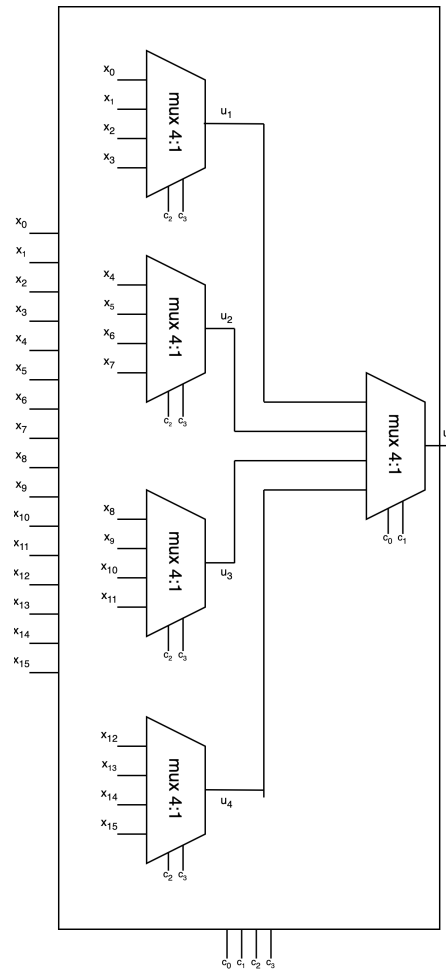 x₀
x₁
x₂
x₃
mux 4:1
u₁
c₂ c₃
x₀
x₁
x₂
x₃
x₄
x₅
x₆
x₇
x₈
x₉
x₁₀
x₁₁
x₁₂
x₁₃
x₁₄
x₁₅
x₄
x₅
x₆
x₇
mux 4:1
u₂
c₂ c₃
mux 4:1
u
c₀ c₁
x₈
x₉
x₁₀
x₁₁
mux 4:1
u₃
c₂ c₃
x₁₂
x₁₃
x₁₄
x₁₅
mux 4:1
u₄
c₂ c₃
c₀ c₁ c₂ c₃